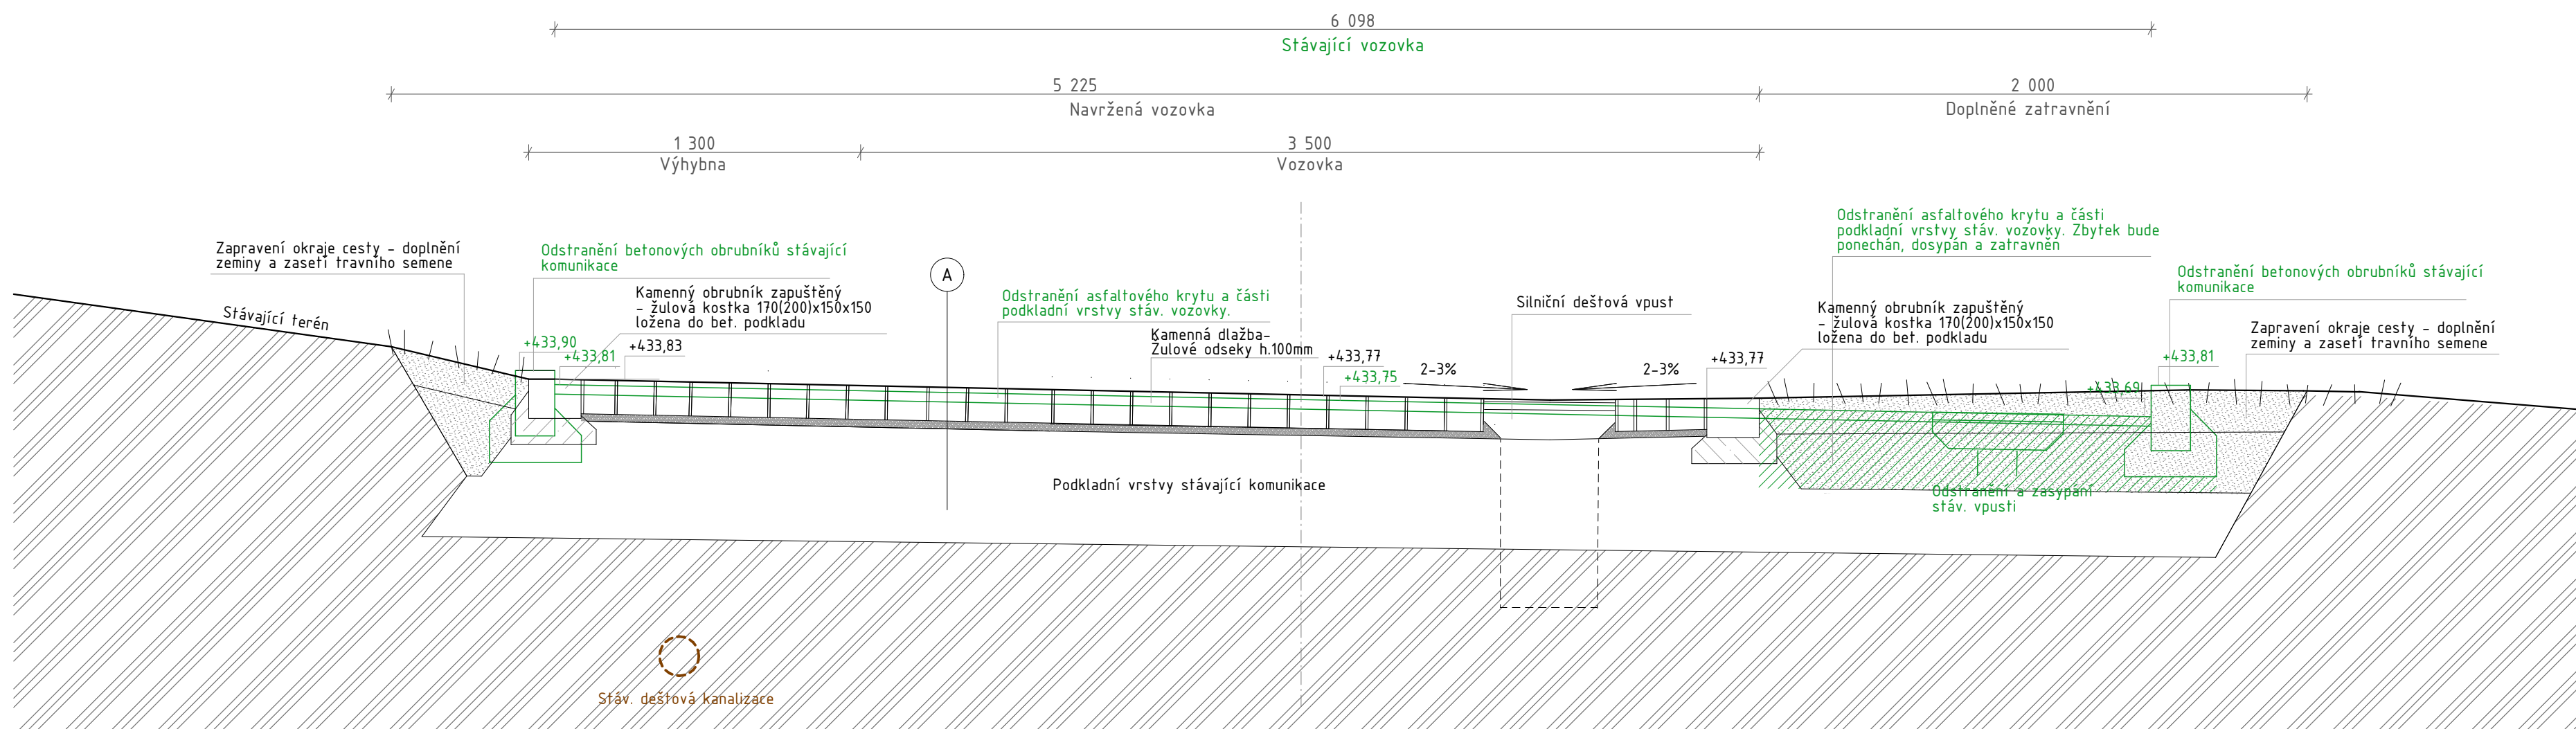 6 098
Stávající vozovka
5 225
Navržená vozovka
2 000
Doplněné zatravnění
1 300
Výhybna
3 500
Vozovka
Zapravení okraje cesty - doplnění
zeminy a zasetí travního semene
Odstranění betonových obrubníků stávající
komunikace
Stávající terén
Kamenný obrubník zapuštěný
- žulová kostka 170(200)x150x150
ložena do bet. podkladu
+433,90
+433,81
+433,83
A
Odstranění asfaltového krytu a části
podkladní vrstvy stáv. vozovky.
Kamenná dlažba-
Žulové odseky h.100mm
+433,77
+433,75
2-3%
Silniční deštová vpust
2-3%
+433,77
Odstranění asfaltového krytu a části
podkladní vrstvy stáv. vozovky. Zbytek bude
ponechán, dosypán a zatravněn
Kamenný obrubník zapuštěný
- žulová kostka 170(200)x150x150
ložena do bet. podkladu
Odstranění betonových obrubníků stávající
komunikace
Zapravení okraje cesty - doplnění
zeminy a zasetí travního semene
+433,81
+433,69
Podkladní vrstvy stávající komunikace
Odstranění a zasypání
stáv. vpusti
Stáv. deštová kanalizace